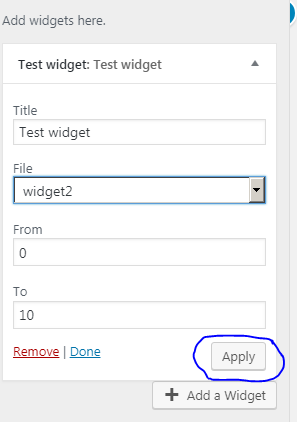 Add widgets here.
Test widget: Test widget
Title
Test widget
File
widget2
From
0
To
10
Remove | Done
Apply
Add a Widget